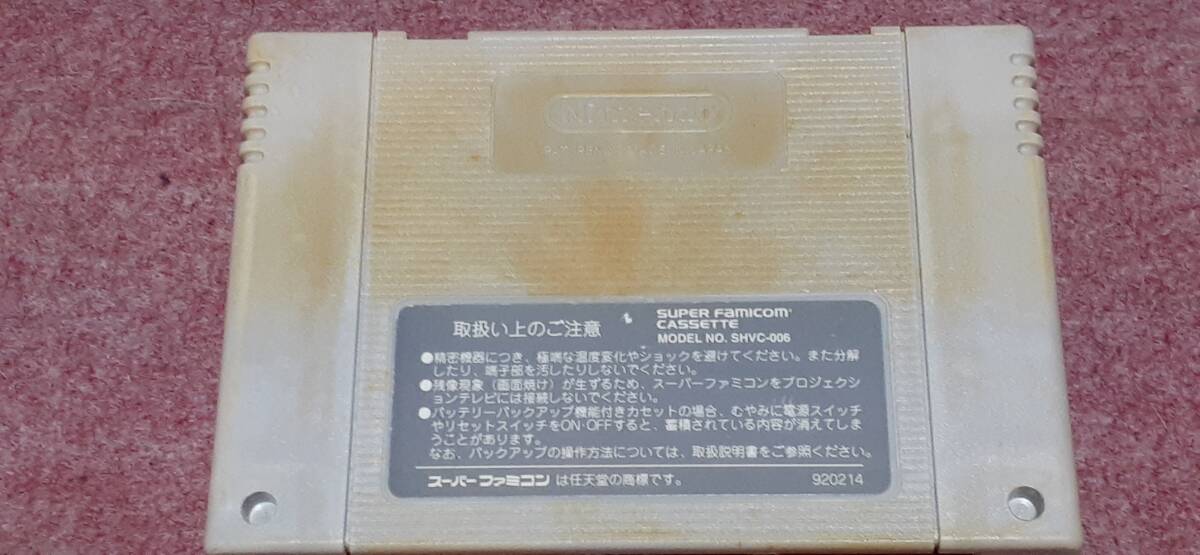 Nintendo
PAT. PEND. MADE IN JAPAN
取扱い上のご注意
SUPER FAMICOM
CASSETTE
MODEL NO. SHVC-006
●精密機器につき、極端な温度変化やショックを避けてください。また分解
したり、端子部を汚したりしないでください。
●残像現象（画面焼け）が生ずるため、スーパーファミコンをプロジェクシ
ョンテレビには接続しないでください。
●バッテリーバックアップ機能付きカセットの場合、むやみに電源スイッチ
やリセットスイッチをON・OFFすると、蓄積されている内容が消えてしま
うことがあります。
なお、バックアップの操作方法については、取扱説明書をご参照ください。
スーパーファミコン は任天堂の商標です。
920214